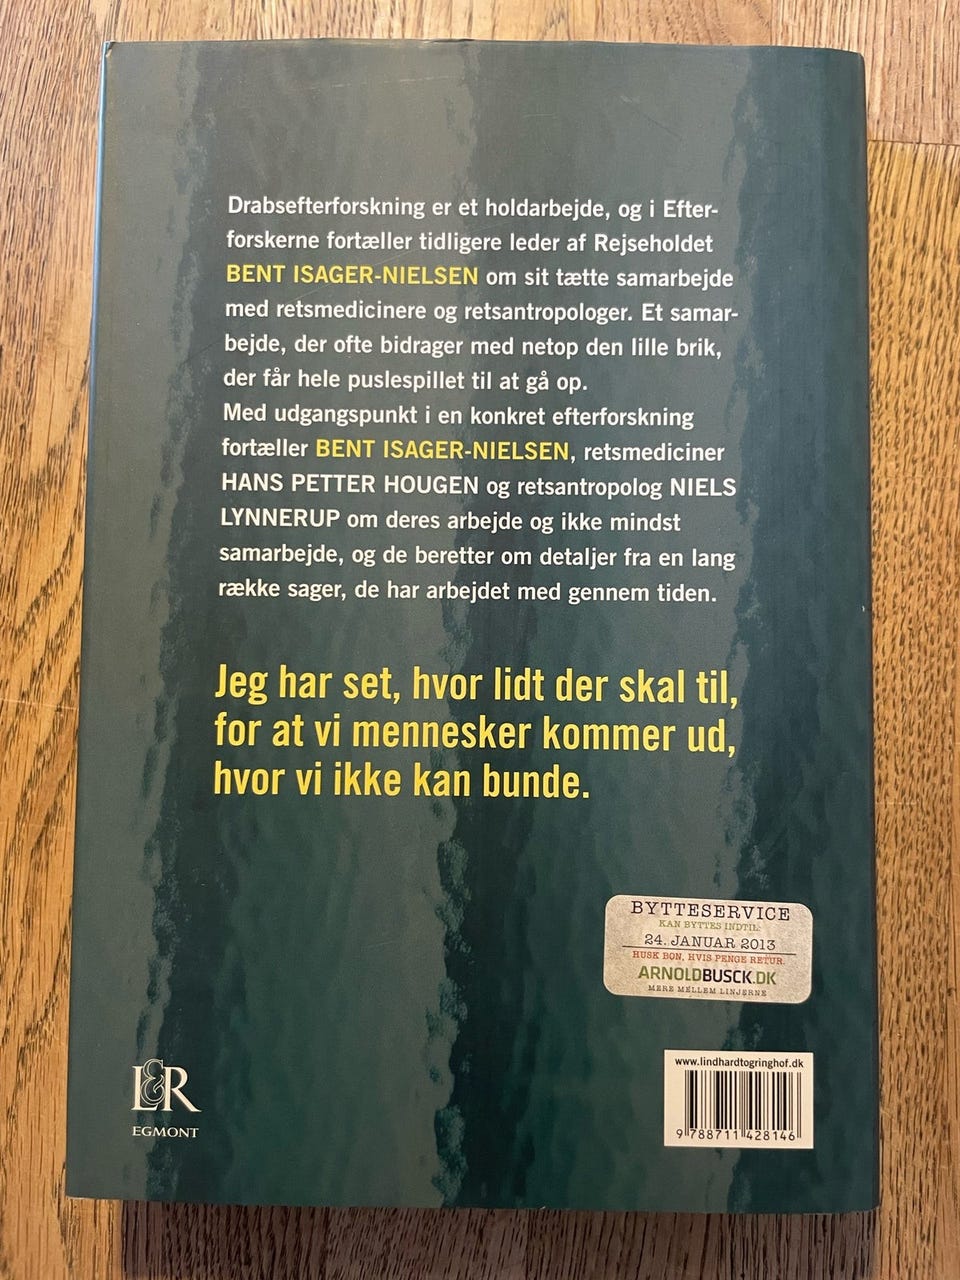 Drabsefterforskning er et holdarbejde, og i Efter-
forskerne fortæller tidligere leder af Rejseholdet
BENT ISAGER-NIELSEN om sit tætte samarbejde
med retsmedicinere og retsantropologer. Et samar-
bejde, der ofte bidrager med netop den lille brik,
der får hele puslespillet til at gå op.
Med udgangspunkt i en konkret efterforskning
fortæller BENT ISAGER-NIELSEN, retsmediciner
HANS PETTER HOUGEN og retsantropolog NIELS
LYNNERUP om deres arbejde og ikke mindst
samarbejde, og de beretter om detaljer fra en lang
række sager, de har arbejdet med gennem tiden.
Jeg har set, hvor lidt der skal til,
for at vi mennesker kommer ud,
hvor vi ikke kan bunde.
BYTTESERVICE
KAN BYTTES INDTIL:
24. JANUAR 2013
HUSK BON, HVIS PENGE RETUR.
ARNOLDBUSCK.DK
MERE MELLEM LINJERNE
www.lindhardtogringhof.dk
9 788711 428146
L&R
EGMONT